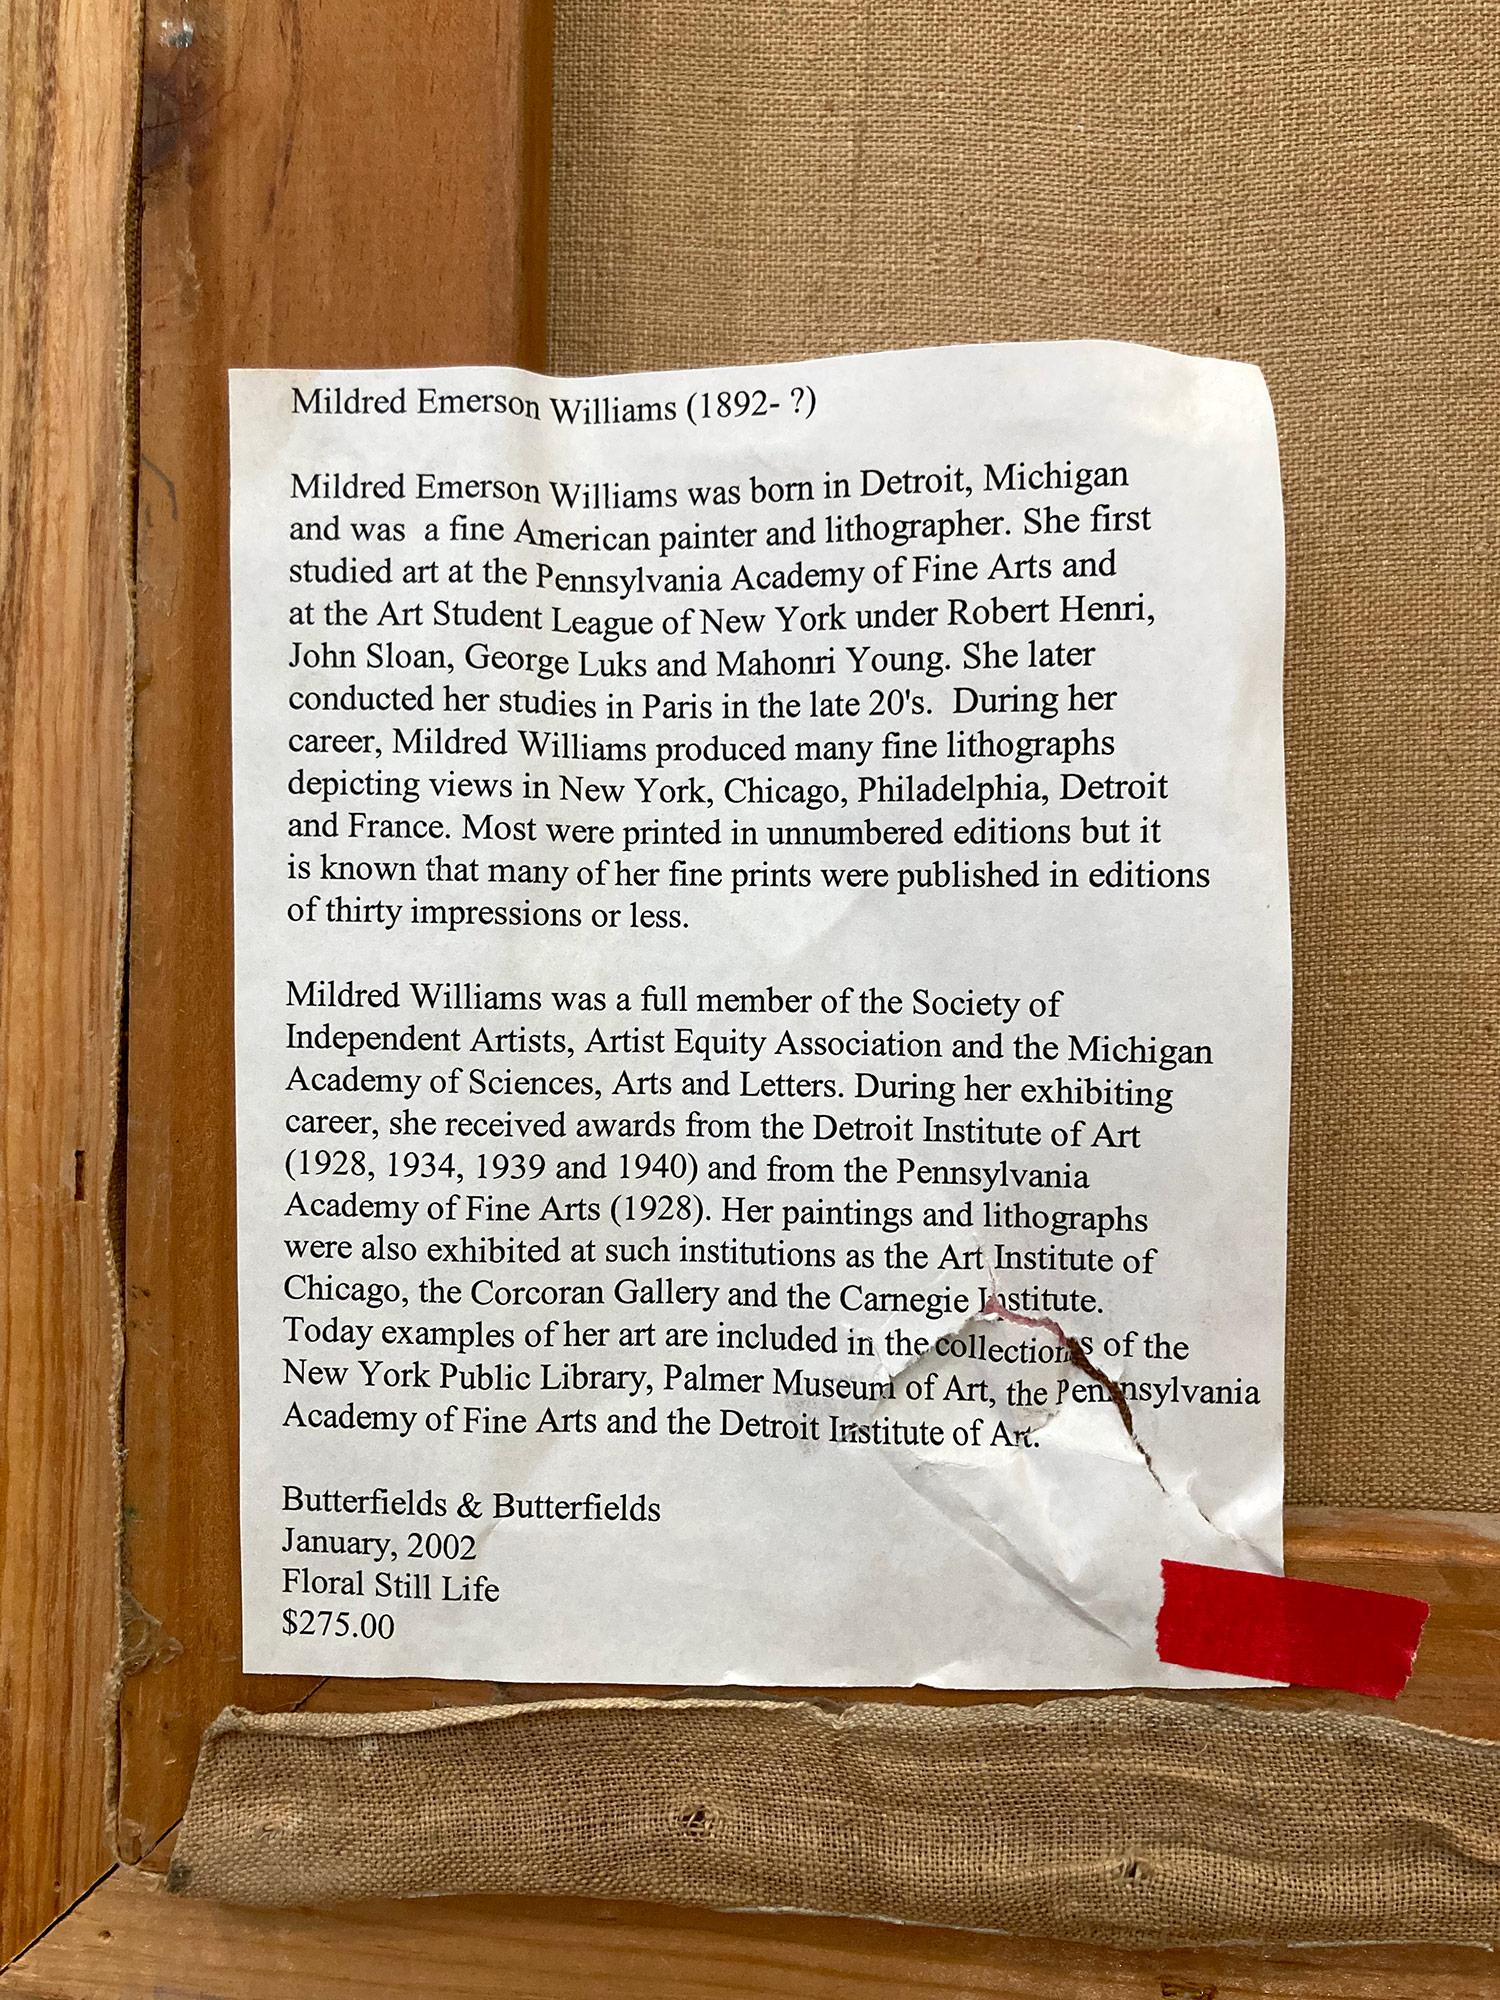 Mildred Emerson Williams (1892- ?)
Mildred Emerson Williams was born in Detroit, Michigan
and was  a fine American painter and lithographer. She first
studied art at the Pennsylvania Academy of Fine Arts and
at the Art Student League of New York under Robert Henri,
John Sloan, George Luks and Mahonri Young. She later
conducted her studies in Paris in the late 20's.  During her
career, Mildred Williams produced many fine lithographs
depicting views in New York, Chicago, Philadelphia, Detroit
and France. Most were printed in unnumbered editions but it
is known that many of her fine prints were published in editions
of thirty impressions or less.
Mildred Williams was a full member of the Society of
Independent Artists, Artist Equity Association and the Michigan
Academy of Sciences, Arts and Letters. During her exhibiting
career, she received awards from the Detroit Institute of Art
(1928, 1934, 1939 and 1940) and from the Pennsylvania
Academy of Fine Arts (1928). Her paintings and lithographs
were also exhibited at such institutions as the Art Institute of
Chicago, the Corcoran Gallery and the Carnegie Institute.
Today examples of her art are included in the collections of the
New York Public Library, Palmer Museum of Art, the Pennsylvania
Academy of Fine Arts and the Detroit Institute of Art.
Butterfields & Butterfields
January, 2002
Floral Still Life
$275.00